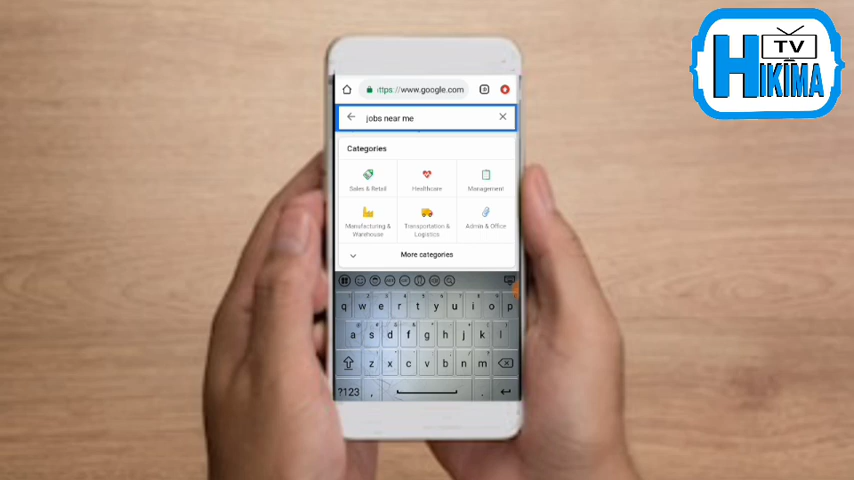 TV
HIKIMA
ttps://www.google.com
jobs near me
Categories
Sales & Retail
Healthcare
Management
Manufacturing &
Warehouse
Transportation &
Logistics
Admin & Office
More categories
q w e r t y u i o p
a s d f g h j k l
z x c v b n m
?123 , .